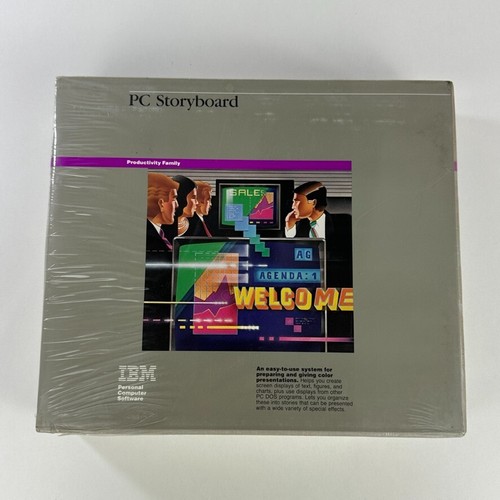 PC Storyboard
Productivity Family
SALE
AG
AGENDA:1
WELCOME
IBM
Personal
Computer
Software
An easy-to-use system for
preparing and giving color
presentations. Helps you create
screen displays of text, figures, and
charts, plus use displays from other
PC DOS programs. Lets you organize
these into stories that can be presented
with a wide variety of special effects.